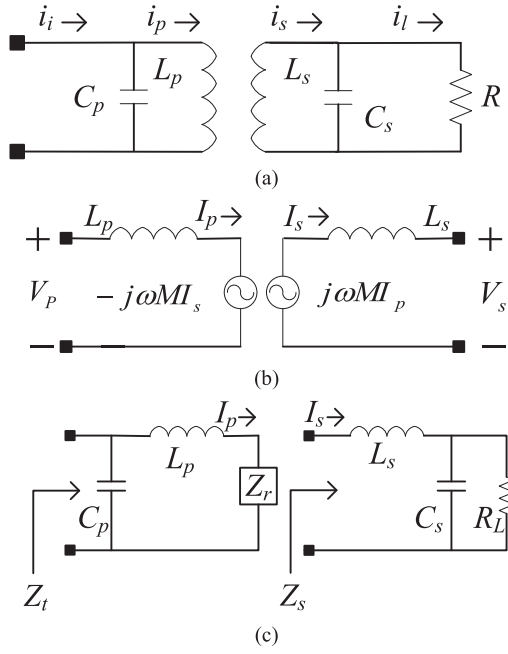 i_i i_p i_s i_l
C_p L_p L_s C_s R
(a)
L_p I_p I_s L_s
+ V_P − −jωMI_s jωMI_p + V_s −
(b)
I_p I_s
L_p L_s
Z_r
C_p C_s R_L
Z_t Z_s
(c)